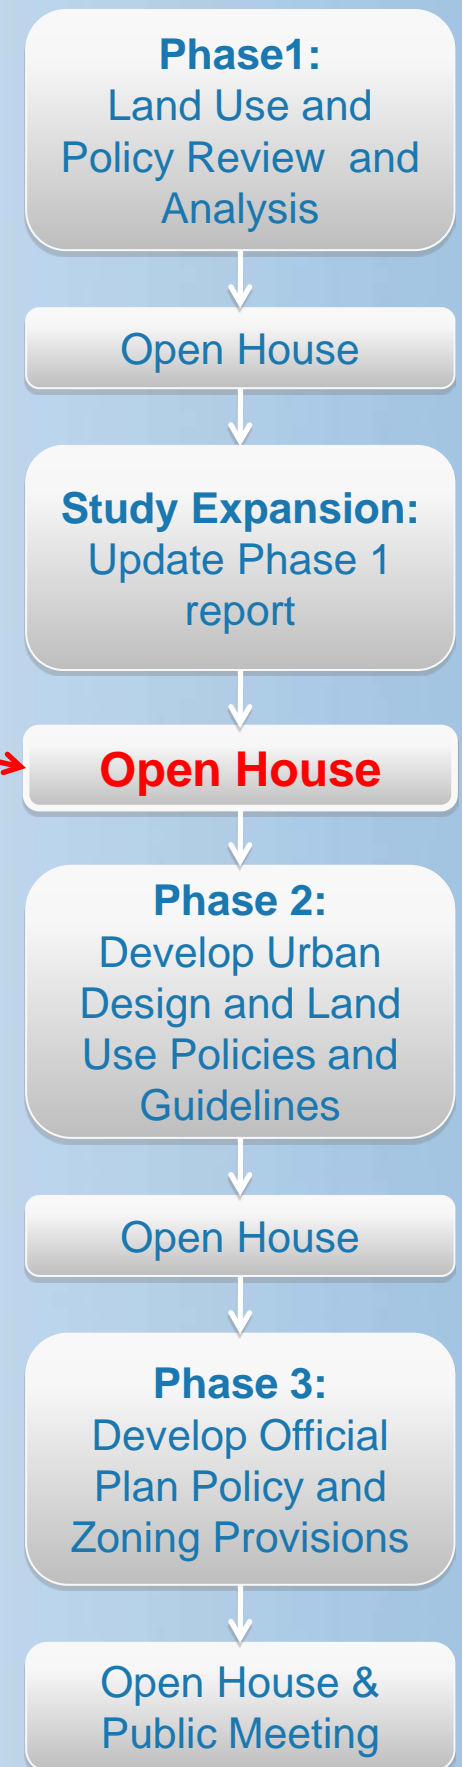 Phase1:
Land Use and
Policy Review and
Analysis
Open House
Study Expansion:
Update Phase 1
report
Open House
Phase 2:
Develop Urban
Design and Land
Use Policies and
Guidelines
Open House
Phase 3:
Develop Official
Plan Policy and
Zoning Provisions
Open House &
Public Meeting